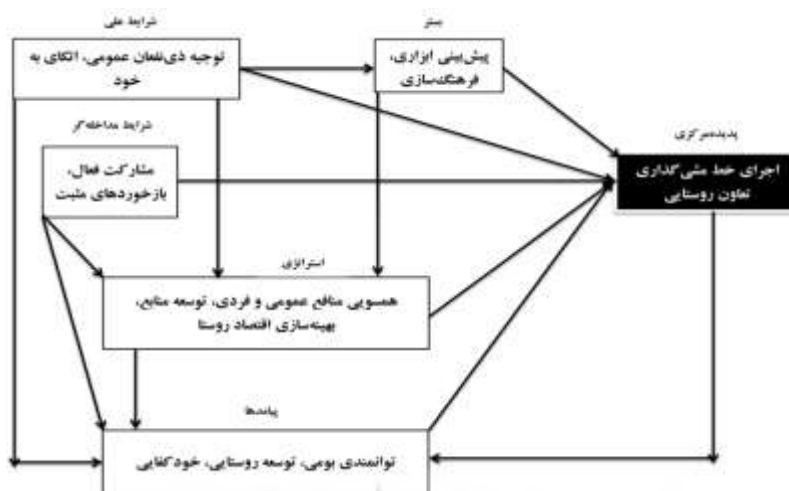 شرایط علی
بستر
توجیه ذی‌نفعان عمومی، اتکای به
خود
پیش‌بینی ابزاری،
فرهنگ‌سازی
شرایط مداخله‌گر
پدیده‌مرکزی
مشارکت فعال،
بازخوردهای مثبت
اجرای خط مشی‌گذاری
تعاون روستایی
استراتژی
همسویی منافع عمومی و فردی، توسعه منابع،
بهینه‌سازی اقتصاد روستا
پیامدها
توانمندی بومی، توسعه روستایی، خودکفایی